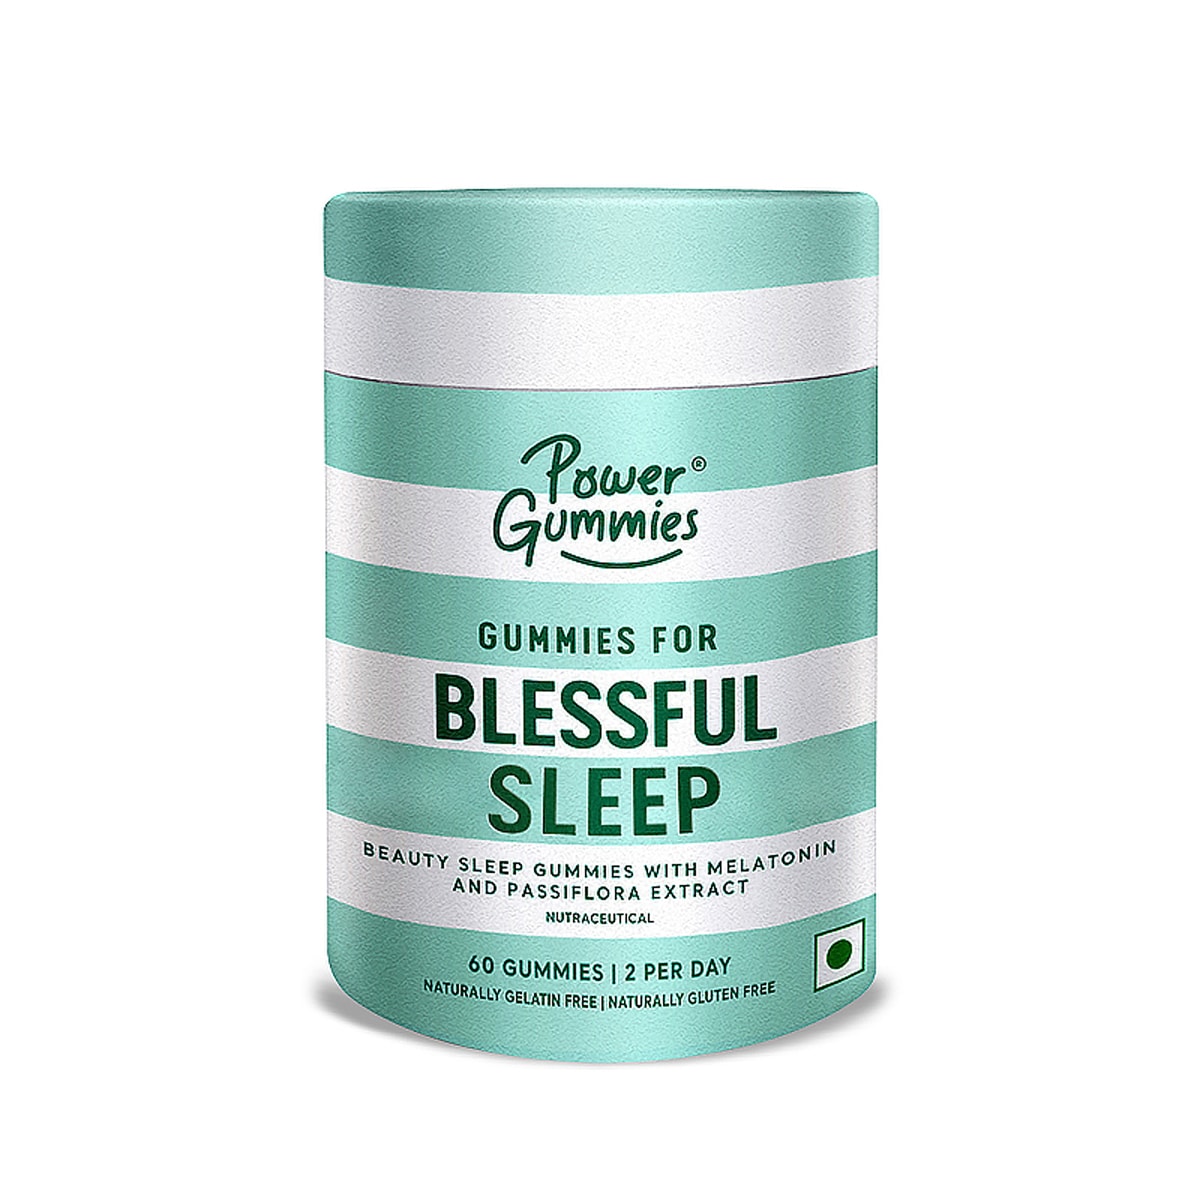 Power®
Gummies
GUMMIES FOR
BLESSFUL
SLEEP
BEAUTY SLEEP GUMMIES WITH MELATONIN
AND PASSIFLORA EXTRACT
NUTRACEUTICAL
60 GUMMIES | 2 PER DAY
NATURALLY GELATIN FREE | NATURALLY GLUTEN FREE